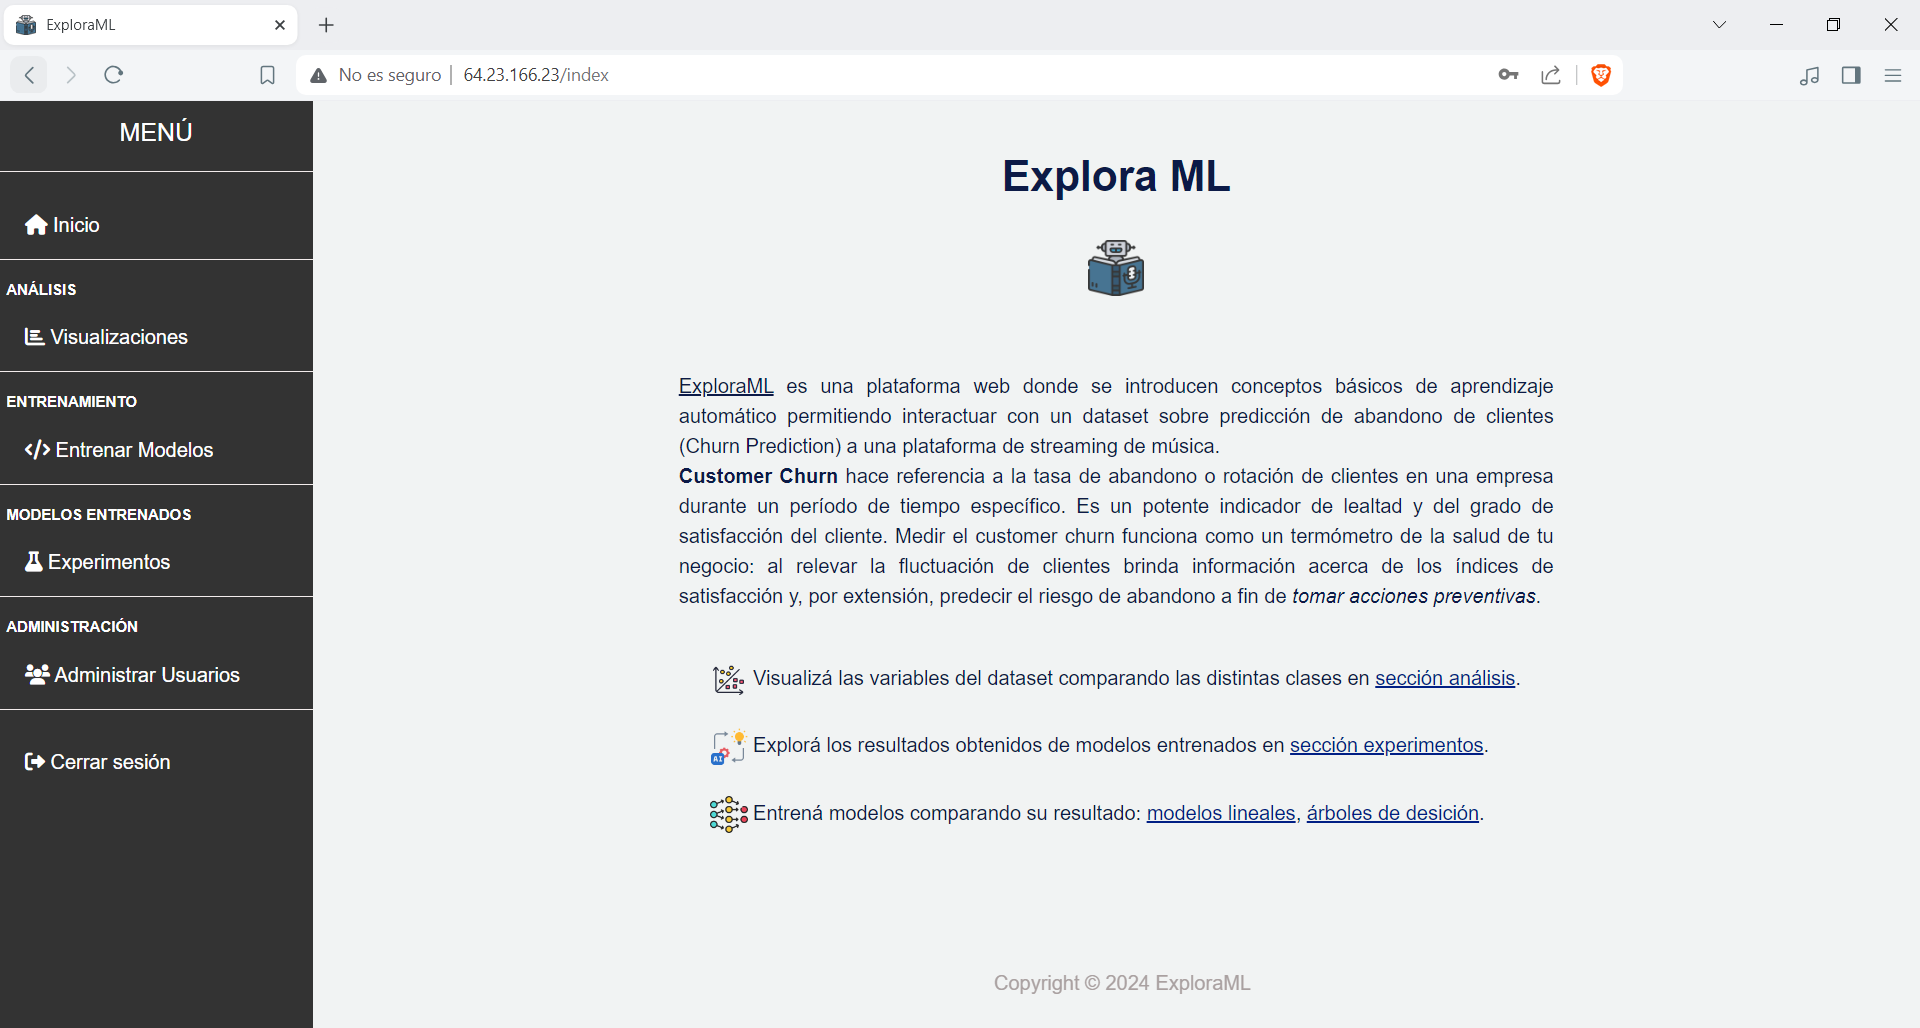 ExploraML
No es seguro
64.23.166.23/index
MENÚ
Inicio
ANÁLISIS
Visualizaciones
ENTRENAMIENTO
Entrenar Modelos
MODELOS ENTRENADOS
Experimentos
ADMINISTRACIÓN
Administrar Usuarios
Cerrar sesión
Explora ML
ExploraML es una plataforma web donde se introducen conceptos básicos de aprendizaje
automático permitiendo interactuar con un dataset sobre predicción de abandono de clientes
(Churn Prediction) a una plataforma de streaming de música.
Customer Churn hace referencia a la tasa de abandono o rotación de clientes en una empresa
durante un período de tiempo específico. Es un potente indicador de lealtad y del grado de
satisfacción del cliente. Medir el customer churn funciona como un termómetro de la salud de tu
negocio: al relevar la fluctuación de clientes brinda información acerca de los índices de
satisfacción y, por extensión, predecir el riesgo de abandono a fin de tomar acciones preventivas.
Visualizá las variables del dataset comparando las distintas clases en sección análisis.
AI
Explorá los resultados obtenidos de modelos entrenados en sección experimentos.
Entrená modelos comparando su resultado: modelos lineales, árboles de desición.
Copyright © 2024 ExploraML